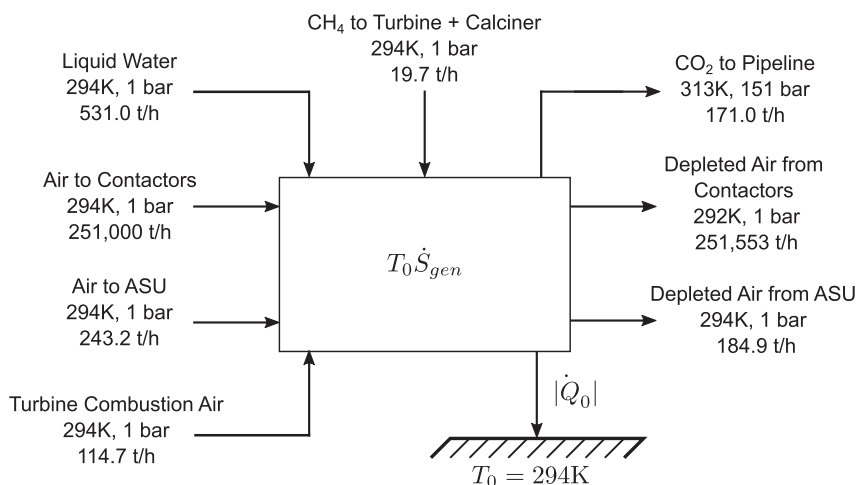 CH₄ to Turbine + Calciner
294K, 1 bar
19.7 t/h
Liquid Water
294K, 1 bar
531.0 t/h
CO₂ to Pipeline
313K, 151 bar
171.0 t/h
Air to Contactors
294K, 1 bar
251,000 t/h
Depleted Air from
Contactors
292K, 1 bar
251,553 t/h
T₀Ṡgen
Air to ASU
294K, 1 bar
243.2 t/h
Depleted Air from ASU
294K, 1 bar
184.9 t/h
Turbine Combustion Air
294K, 1 bar
114.7 t/h
|Q̇₀|
T₀ = 294K